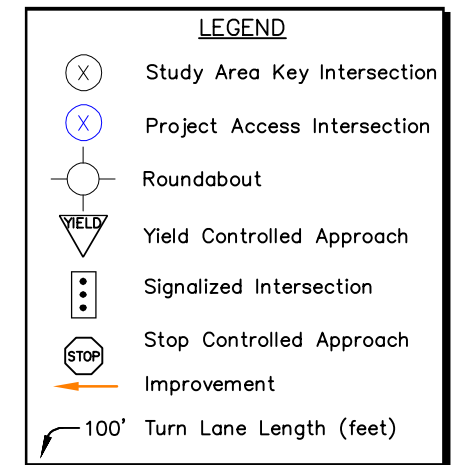 LEGEND
X Study Area Key Intersection
X Project Access Intersection
Roundabout
YIELD Yield Controlled Approach
Signalized Intersection
STOP Stop Controlled Approach
Improvement
100' Turn Lane Length (feet)